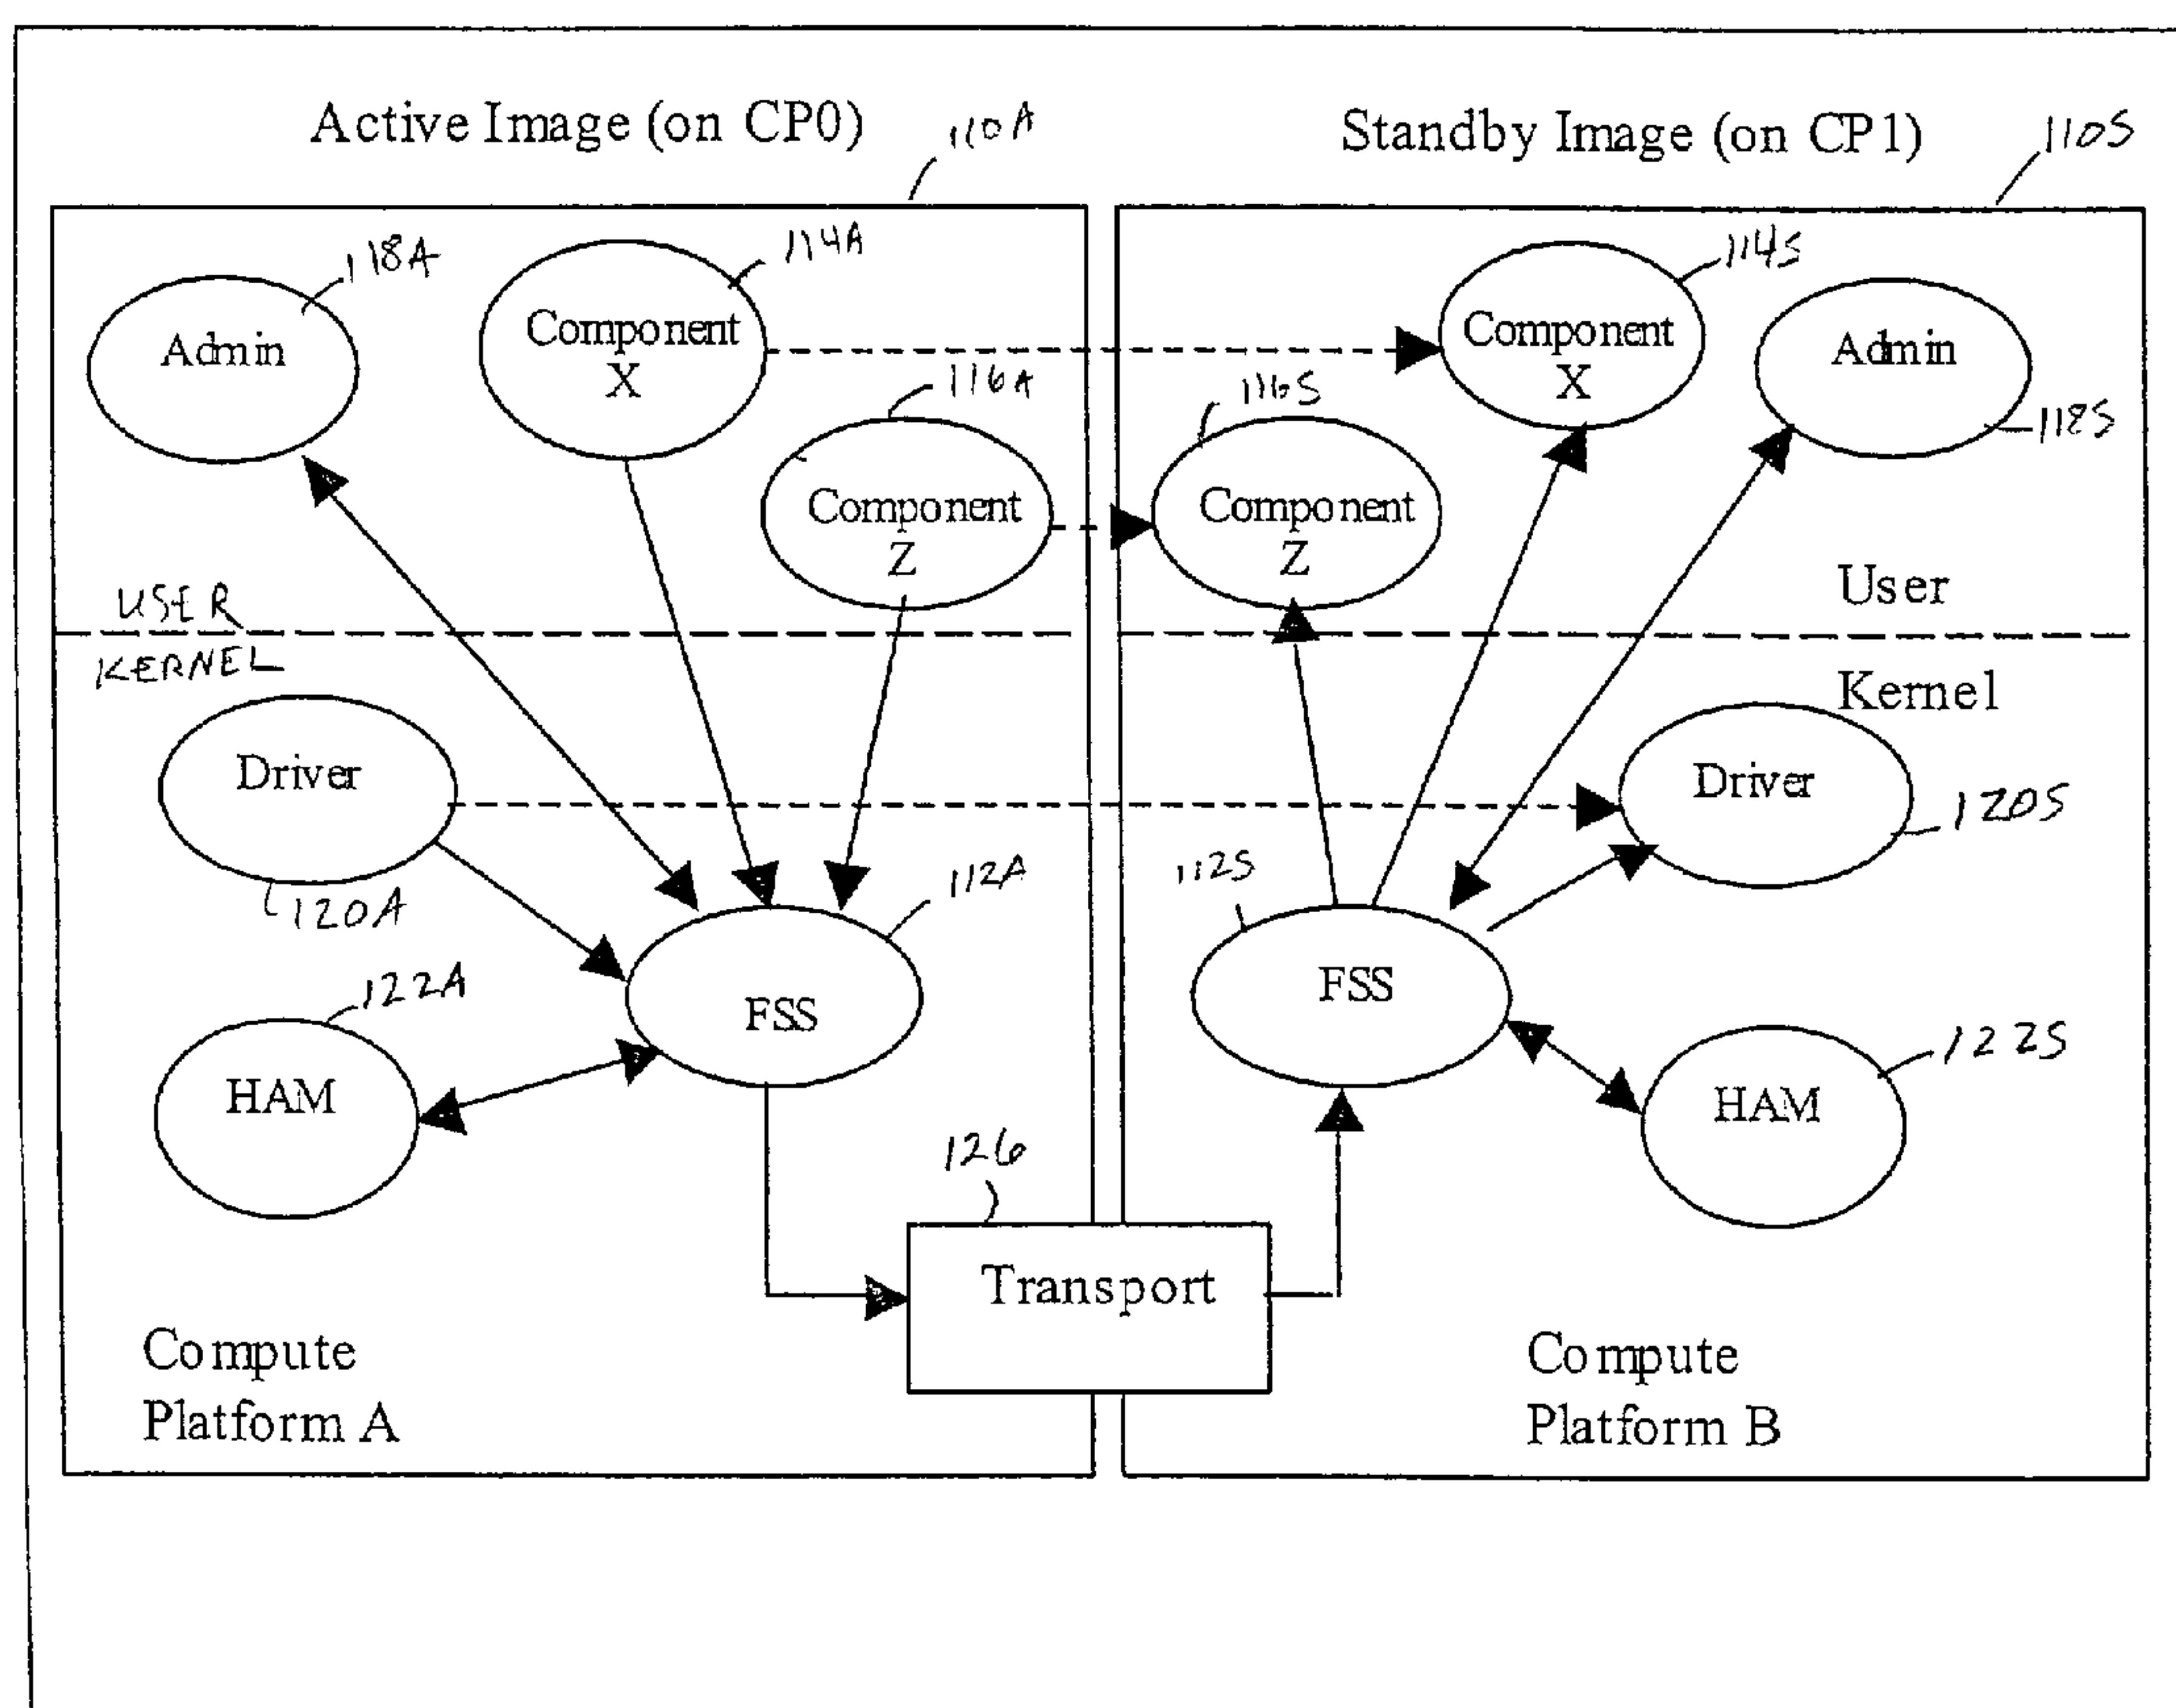 Active Image (on CP0)
110A
Standby Image (on CP1)
110S
118A
114A
114S
Admin
Component
X
Component
X
Admin
116A
116S
118S
Component
Z
Component
Z
USER
User
KERNEL
Kernel
Driver
Driver
120S
120A
112A
112S
122A
FSS
FSS
HAM
122S
HAM
126
Transport
Compute
Platform A
Compute
Platform B